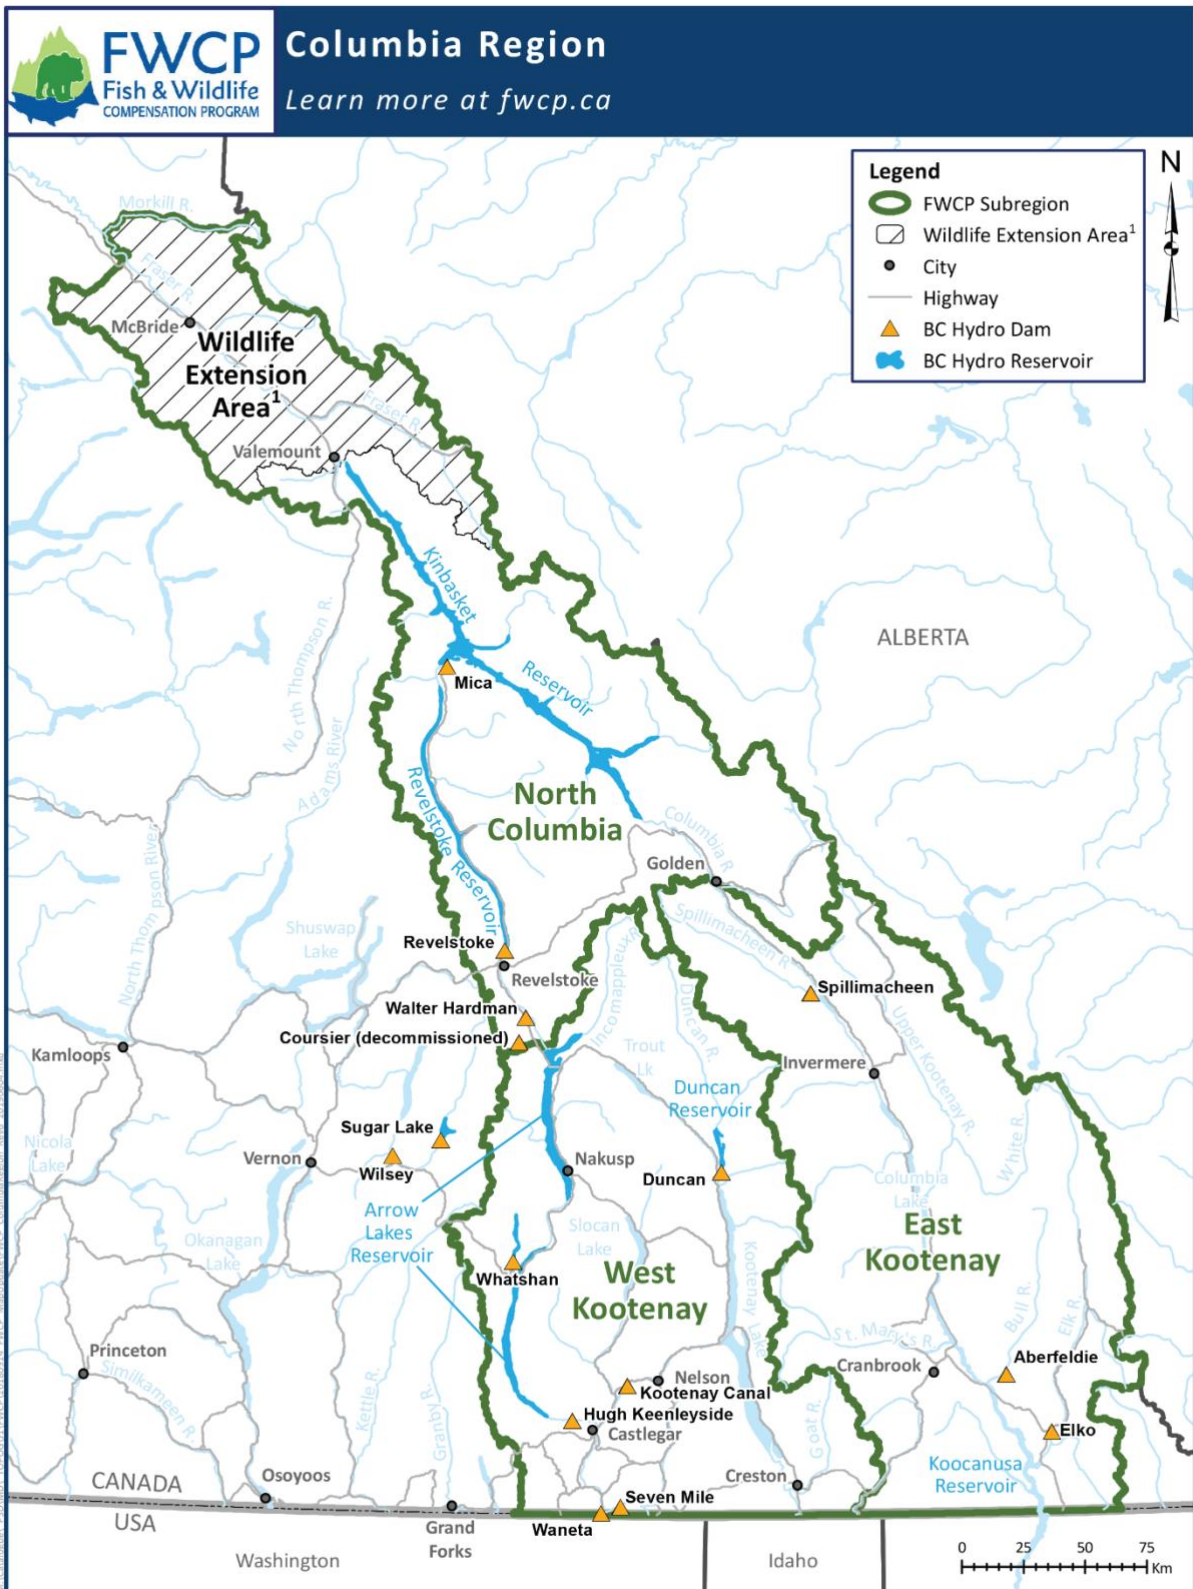 FWCP
Fish & Wildlife
COMPENSATION PROGRAM
Columbia Region
Learn more at fwcp.ca
Legend
FWCP Subregion
Wildlife Extension Area¹
City
Highway
BC Hydro Dam
BC Hydro Reservoir
N
Morkill R.
Fraser R.
McBride
Wildlife
Extension
Area¹
Fraser R.
Valemount
Kinbasket
Reservoir
ALBERTA
North Thompson R.
Mica
Adams River
Revelstoke Reservoir
North
Columbia
Columbia R.
Golden
North Thompson River
Shuswap
Lake
Spillimacheen R.
Revelstoke
Revelstoke
Incomappleux R.
Duncan R.
Spillimacheen
Walter Hardman
Coursier (decommissioned)
Upper Kootenay R.
Kamloops
Trout
Lk
Invermere
Duncan
Reservoir
White R.
Sugar Lake
Nicola
Lake
Vernon
Wilsey
Nakusp
Duncan
Columbia
Lake
Arrow
Lakes
Reservoir
Slocan
Lake
Okanagan
Lake
Kootenay Lake
East
Kootenay
Whatshan
West
Kootenay
Bull R.
Elk R.
St. Mary's R.
Princeton
Similkameen R.
Kettle R.
Granby R.
Nelson
Kootenay Canal
Cranbrook
Aberfeldie
Hugh Keenleyside
Castlegar
Goat R.
Elko
Koocanusa
Reservoir
CANADA
USA
Osoyoos
Creston
Seven Mile
Waneta
Grand
Forks
Washington
Idaho
0 25 50 75
Km